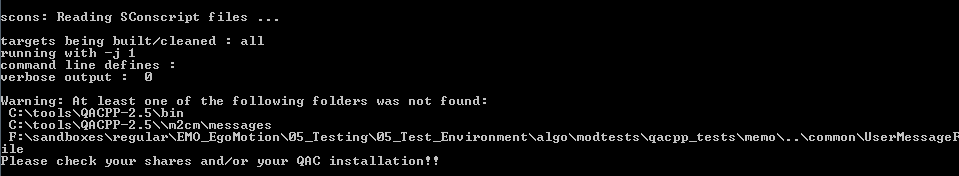 scons: Reading SConscript files ...
targets being built/cleaned : all
running with -j 1
command line defines :
verbose output :  0
Warning: At least one of the following folders was not found:
 C:\tools\QACPP-2.5\bin
 C:\tools\QACPP-2.5\\m2cm\messages
 F:\sandboxes\regular\EMO_EgoMotion\05_Testing\05_Test_Environment\algo\modtests\qacpp_tests\memo\..\common\UserMessageF
ile
Please check your shares and/or your QAC installation!!